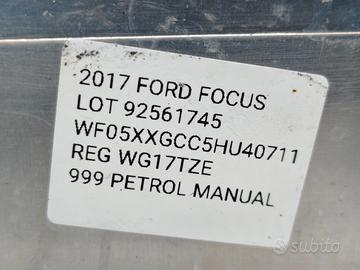 2017 FORD FOCUS
LOT 92561745
WF05XXGCC5HU40711
REG WG17TZE
999 PETROL MANUAL
subito